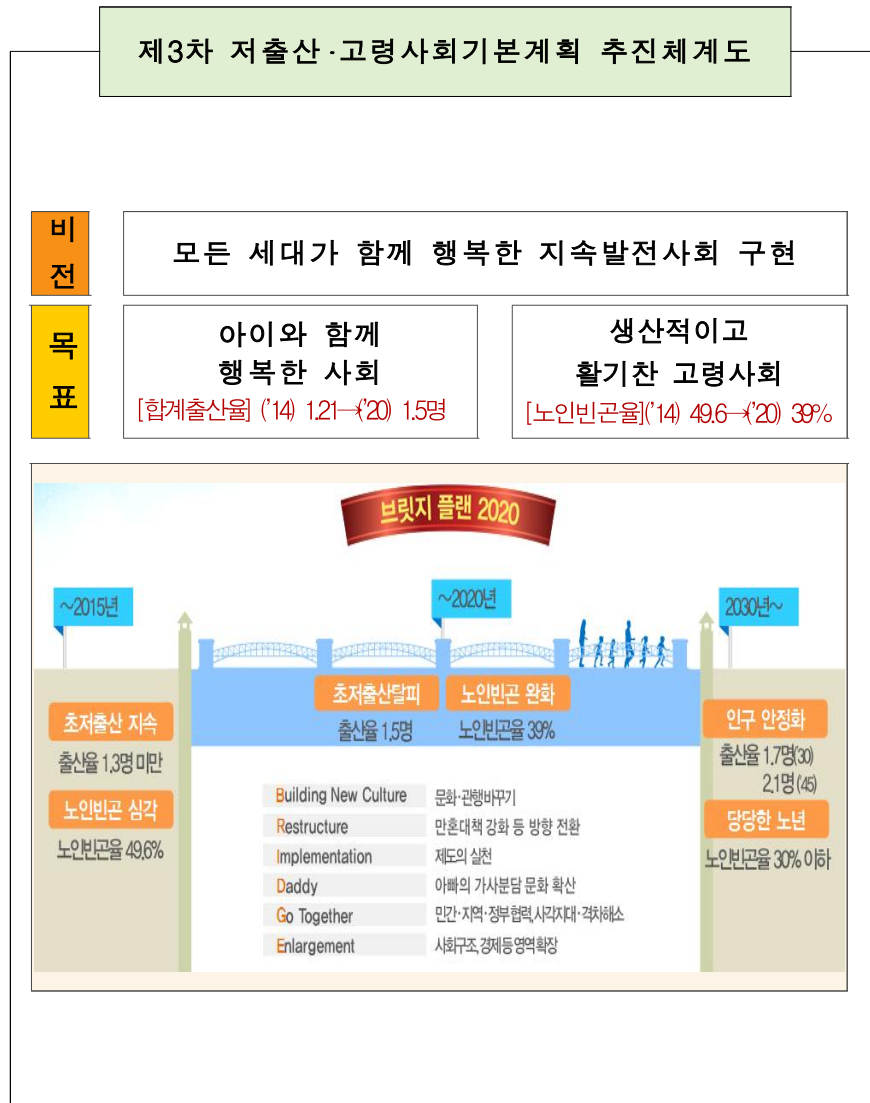 제3차 저출산·고령사회기본계획 추진체계도
비전
모든 세대가 함께 행복한 지속발전사회 구현
목표
아이와 함께
행복한 사회
[합계출산율] ('14) 1.21→('20) 1.5명
생산적이고
활기찬 고령사회
[노인빈곤율]('14) 49.6→('20) 39%
브릿지 플랜 2020
~2015년
~2020년
2030년~
초저출산 지속
출산율 1.3명 미만
노인빈곤 심각
노인빈곤율 49.6%
초저출산탈피
출산율 1.5명
노인빈곤 완화
노인빈곤율 39%
인구 안정화
출산율 1.7명('30)
2.1명('45)
당당한 노년
노인빈곤율 30% 이하
Building New Culture 문화·관행바꾸기
Restructure 만혼대책 강화 등 방향 전환
Implementation 제도의 실천
Daddy 아빠의 가사분담 문화 확산
Go Together 민간·지역·정부협력,사각지대·격차해소
Enlargement 사회구조,경제등영역확장